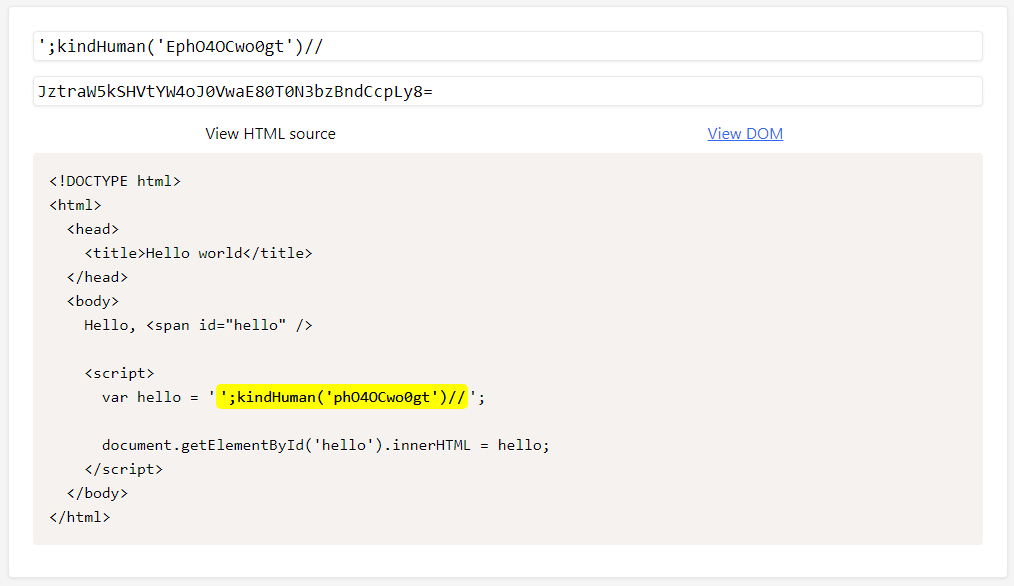 ';kindHuman('EphO4OCwo0gt')//
JztraW5kSHVtYW4oJ0VwaE80T0N3bzBndCcpLy8=
View HTML source
View DOM
<!DOCTYPE html>
<html>
<head>
<title>Hello world</title>
</head>
<body>
Hello, <span id="hello" />
<script>
var hello = '';kindHuman('phO4OCwo0gt')//';
document.getElementById('hello').innerHTML = hello;
</script>
</body>
</html>